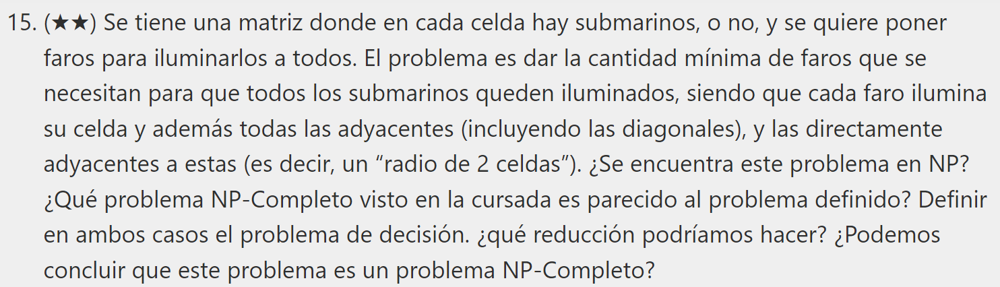 15. (★★) Se tiene una matriz donde en cada celda hay submarinos, o no, y se quiere poner
faros para iluminarlos a todos. El problema es dar la cantidad mínima de faros que se
necesitan para que todos los submarinos queden iluminados, siendo que cada faro ilumina
su celda y además todas las adyacentes (incluyendo las diagonales), y las directamente
adyacentes a estas (es decir, un “radio de 2 celdas”). ¿Se encuentra este problema en NP?
¿Qué problema NP-Completo visto en la cursada es parecido al problema definido? Definir
en ambos casos el problema de decisión. ¿qué reducción podríamos hacer? ¿Podemos
concluir que este problema es un problema NP-Completo?